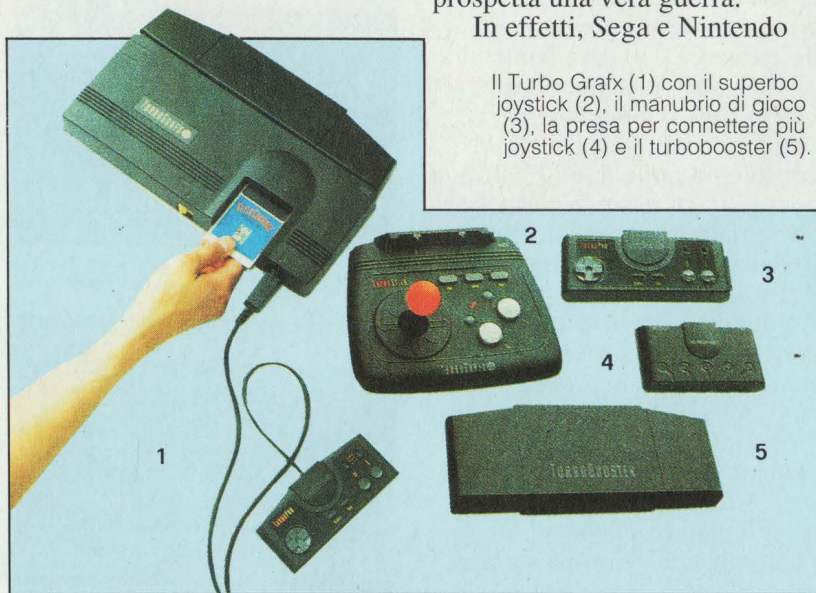 prospetta una vera guerra.
In effetti, Sega e Nintendo
Il Turbo Grafx (1) con il superbo
joystick (2), il manubrio di gioco
(3), la presa per connettere più
joystick (4) e il turbobooster (5).
2
3
4
1
5
TURBOBOOSTER